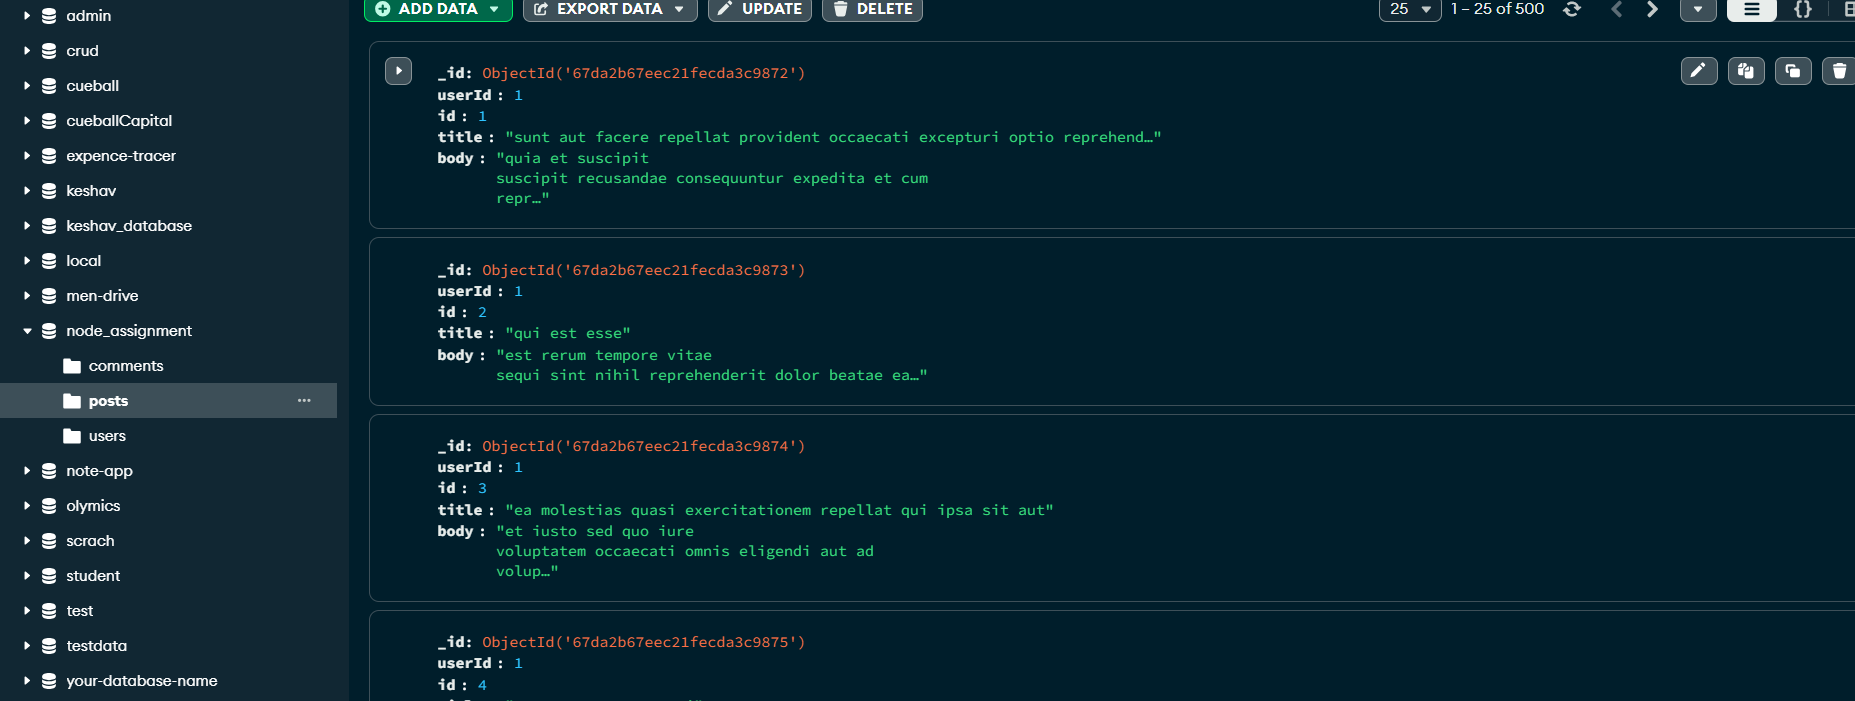 admin
crud
cueball
cueballCapital
expence-tracer
keshav
keshav_database
local
men-drive
node_assignment
comments
posts
users
note-app
olymics
scrach
student
test
testdata
your-database-name
ADD DATA EXPORT DATA UPDATE DELETE 25 1 – 25 of 500 {}
_id: ObjectId('67da2b67eec21fecda3c9872')
userId : 1
id : 1
title : "sunt aut facere repellat provident occaecati excepturi optio reprehend…"
body : "quia et suscipit
suscipit recusandae consequuntur expedita et cum
repr…"
_id: ObjectId('67da2b67eec21fecda3c9873')
userId : 1
id : 2
title : "qui est esse"
body : "est rerum tempore vitae
sequi sint nihil reprehenderit dolor beatae ea…"
_id: ObjectId('67da2b67eec21fecda3c9874')
userId : 1
id : 3
title : "ea molestias quasi exercitationem repellat qui ipsa sit aut"
body : "et iusto sed quo iure
voluptatem occaecati omnis eligendi aut ad
volup…"
_id: ObjectId('67da2b67eec21fecda3c9875')
userId : 1
id : 4